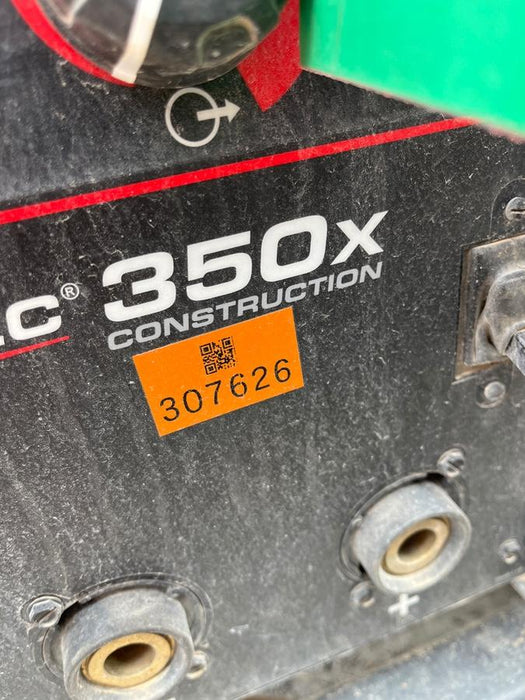 LC® 350x
CONSTRUCTION
307626
+
-